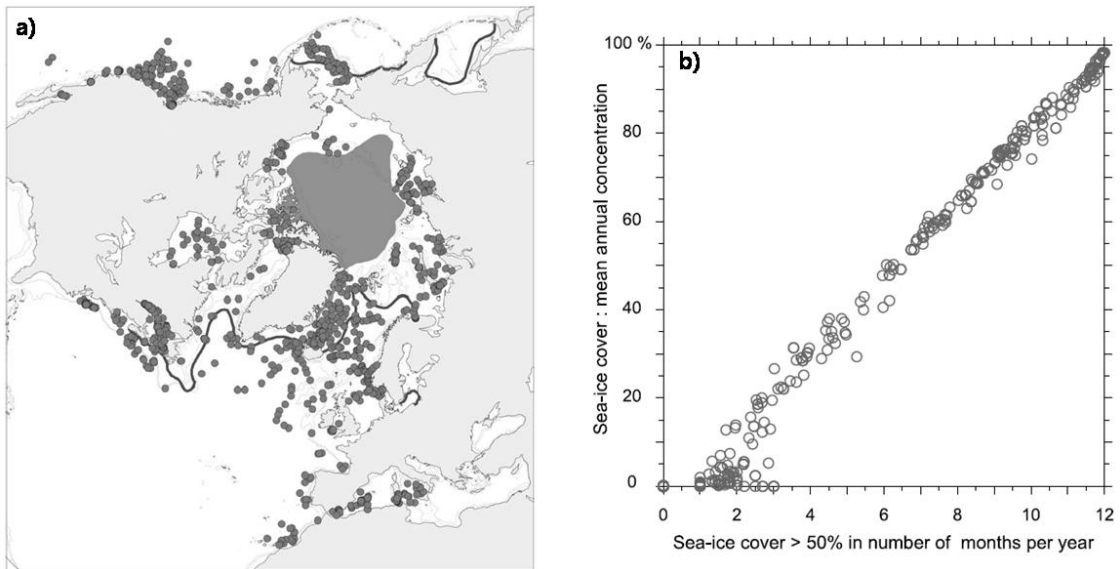 a)
b)
100 %
80
60
40
20
0
Sea-ice cover : mean annual concentration
0 2 4 6 8 10 12
Sea-ice cover > 50% in number of months per year